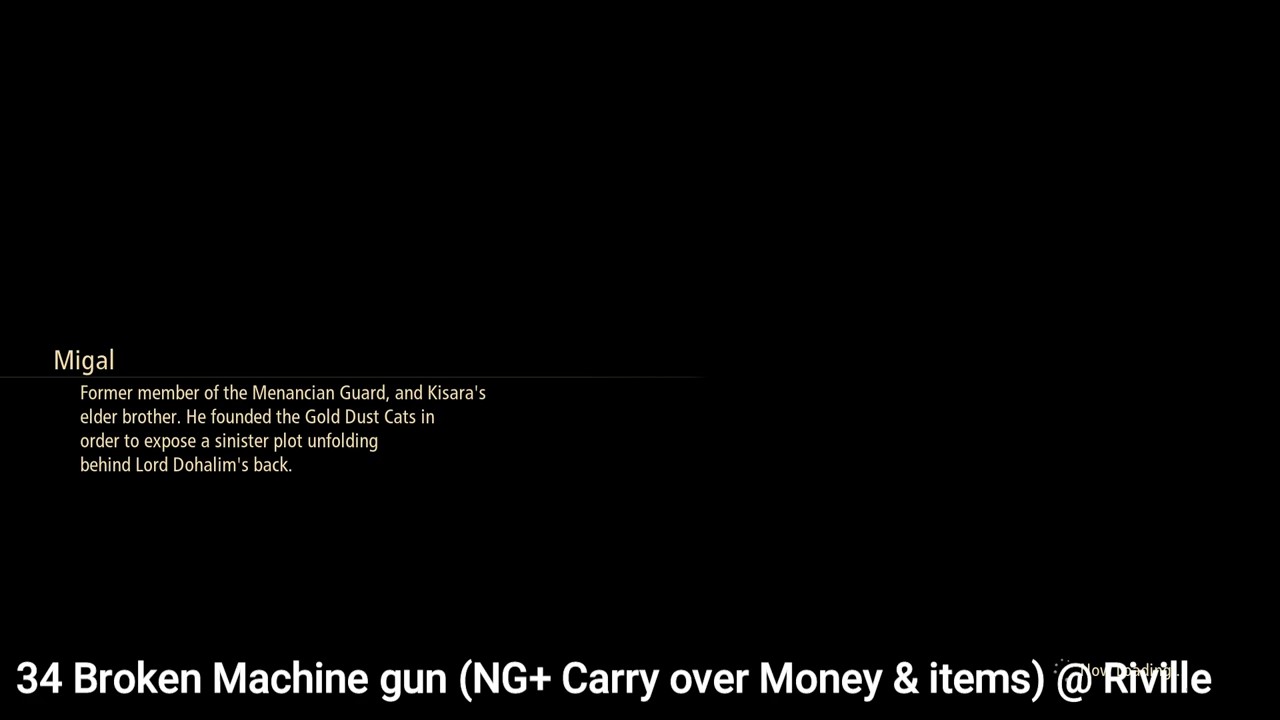 Migal
Former member of the Menancian Guard, and Kisara's
elder brother. He founded the Gold Dust Cats in
order to expose a sinister plot unfolding
behind Lord Dohalim's back.
Now Loading...
34 Broken Machine gun (NG+ Carry over Money & items) @ Riville